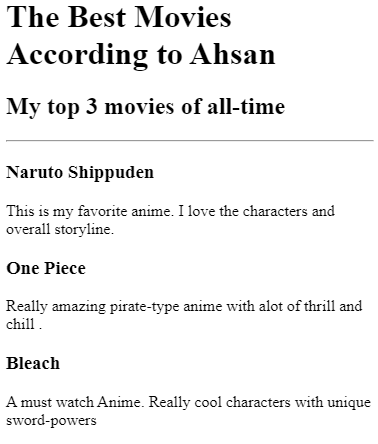 The Best Movies
According to Ahsan
My top 3 movies of all-time
Naruto Shippuden
This is my favorite anime. I love the characters and
overall storyline.
One Piece
Really amazing pirate-type anime with alot of thrill and
chill .
Bleach
A must watch Anime. Really cool characters with unique
sword-powers